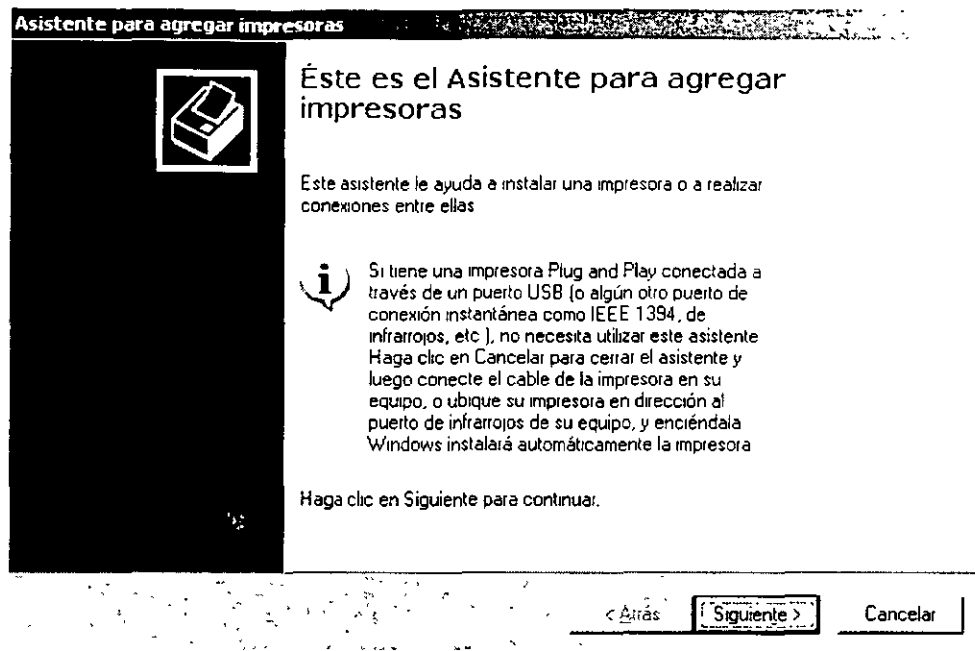 Asistente para agregar impresoras
Éste es el Asistente para agregar
impresoras
Este asistente le ayuda a instalar una impresora o a realizar
conexiones entre ellas
Si tiene una impresora Plug and Play conectada a
través de un puerto USB (o algún otro puerto de
conexión instantánea como IEEE 1394, de
infrarrojos, etc ), no necesita utilizar este asistente
Haga clic en Cancelar para cerrar el asistente y
luego conecte el cable de la impresora en su
equipo, o ubique su impresora en dirección al
puerto de infrarrojos de su equipo, y enciéndala
Windows instalará automáticamente la impresora
Haga clic en Siguiente para continuar.
< Atrás Siguiente > Cancelar